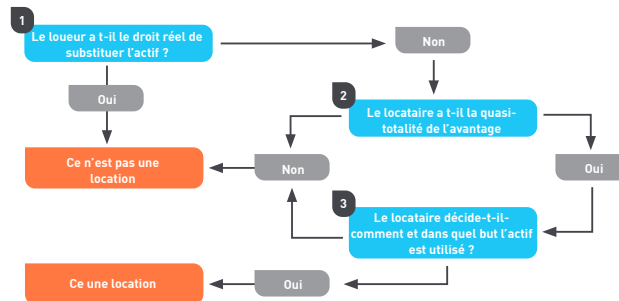 1
Le loueur a t-il le droit réel de
substituer l'actif ?
Non
Oui
2
Le locataire a t-il la quasi-
totalité de l'avantage
Ce n'est pas une
location
Non
Oui
3
Le locataire décide-t-il-
comment et dans quel but l'actif
est utilisé ?
Ce une location
Oui